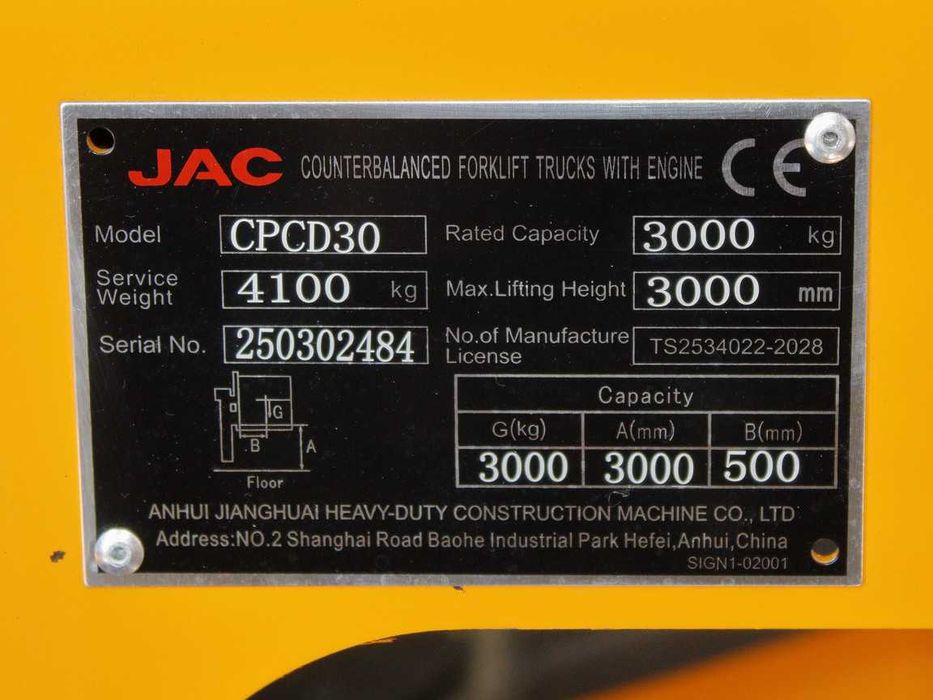 JAC COUNTERBALANCED FORKLIFT TRUCKS WITH ENGINE CE
Model CPCD30 Rated Capacity 3000 kg
Service Weight 4100 kg Max.Lifting Height 3000 mm
Serial No. 250302484 No.of Manufacture License TS2534022-2028
Capacity
G(kg) A(mm) B(mm)
3000 3000 500
G
B A
Floor
ANHUI JIANGHUAI HEAVY-DUTY CONSTRUCTION MACHINE CO., LTD
Address:NO.2 Shanghai Road Baohe Industrial Park Hefei,Anhui,China
SIGN1-02001